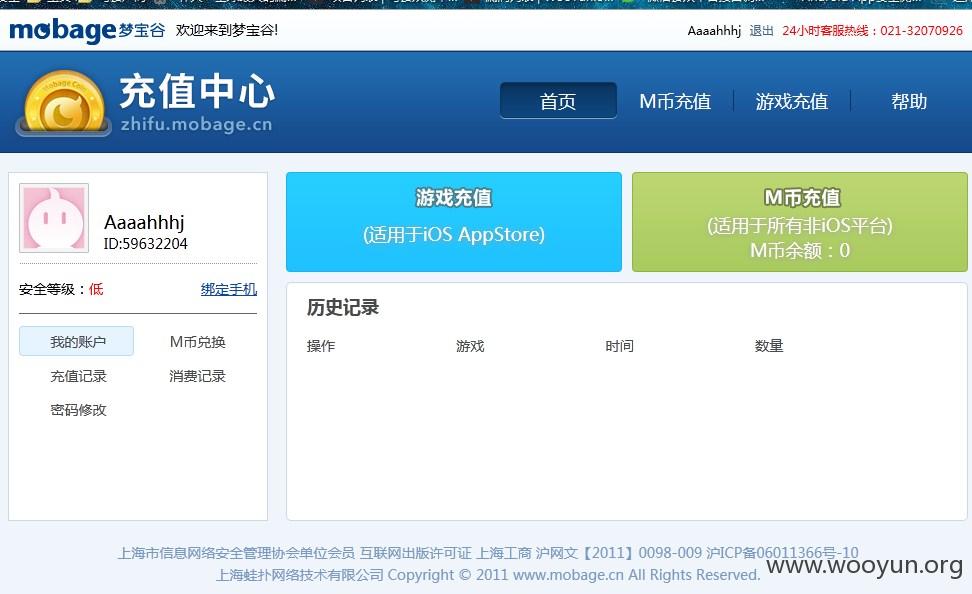 mobage梦宝谷 欢迎来到梦宝谷! Aaaahhhj 退出 24小时客服热线：021-32070926
Mobage Coin
充值中心
zhifu.mobage.cn
首页 M币充值 游戏充值 帮助
Aaaahhhj
ID:59632204
安全等级：低 绑定手机
我的账户 M币兑换
充值记录 消费记录
密码修改
游戏充值
(适用于iOS AppStore)
M币充值
(适用于所有非iOS平台)
M币余额：0
历史记录
操作 游戏 时间 数量
上海市信息网络安全管理协会单位会员 互联网出版许可证 上海工商 沪网文【2011】0098-009 沪ICP备06011366号-10
上海蛙扑网络技术有限公司 Copyright © 2011 www.mobage.cn All Rights Reserved.
www.wooyun.org